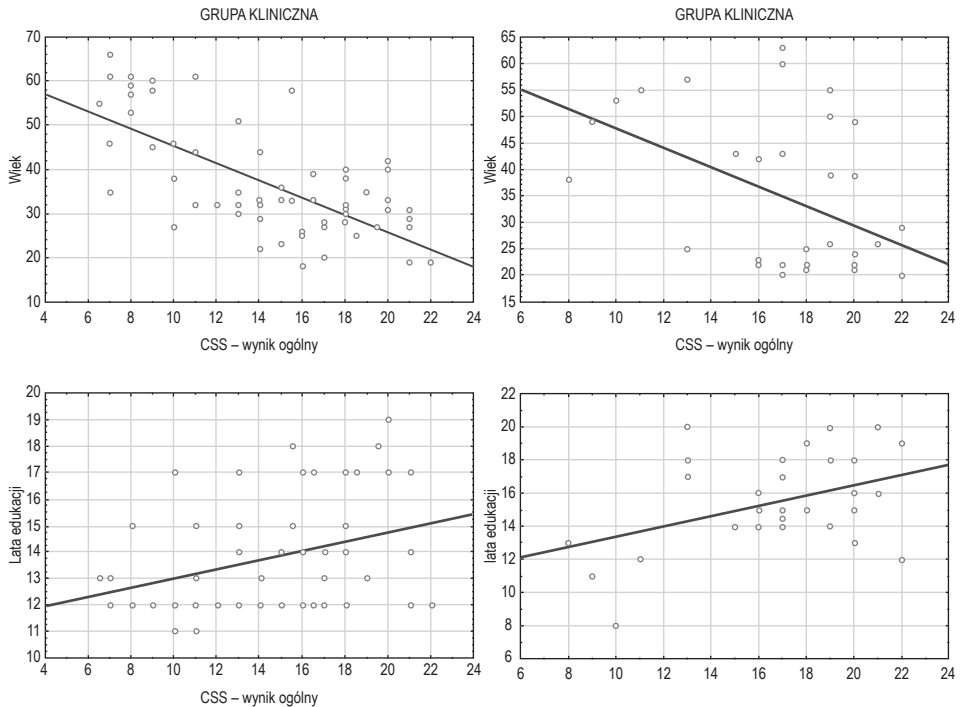 GRUPA KLINICZNA
70
60
50
40
30
20
10
Wiek
4 6 8 10 12 14 16 18 20 22 24
CSS – wynik ogólny
GRUPA KLINICZNA
65
60
55
50
45
40
35
30
25
20
15
Wiek
6 8 10 12 14 16 18 20 22 24
CSS – wynik ogólny
20
19
18
17
16
15
14
13
12
11
10
Lata edukacji
4 6 8 10 12 14 16 18 20 22 24
CSS – wynik ogólny
22
20
18
16
14
12
10
8
6
lata edukacji
6 8 10 12 14 16 18 20 22 24